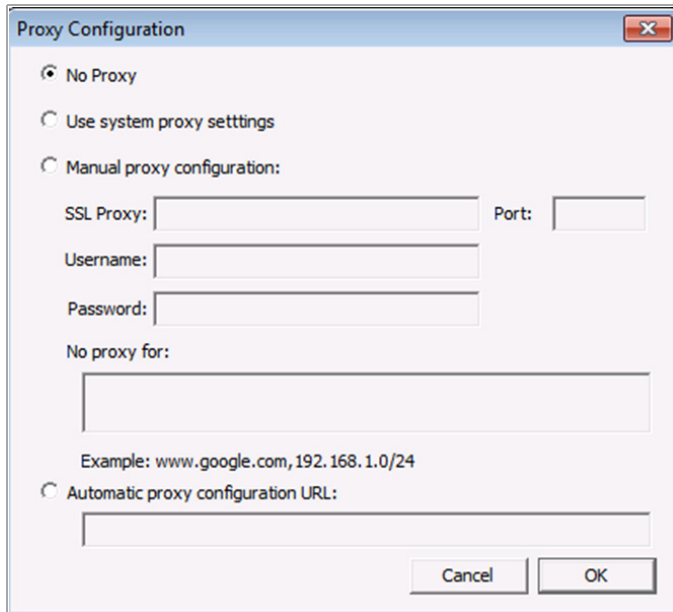 Proxy Configuration
No Proxy
Use system proxy setttings
Manual proxy configuration:
SSL Proxy: Port:
Username:
Password:
No proxy for:
Example: www.google.com,192.168.1.0/24
Automatic proxy configuration URL:
Cancel OK